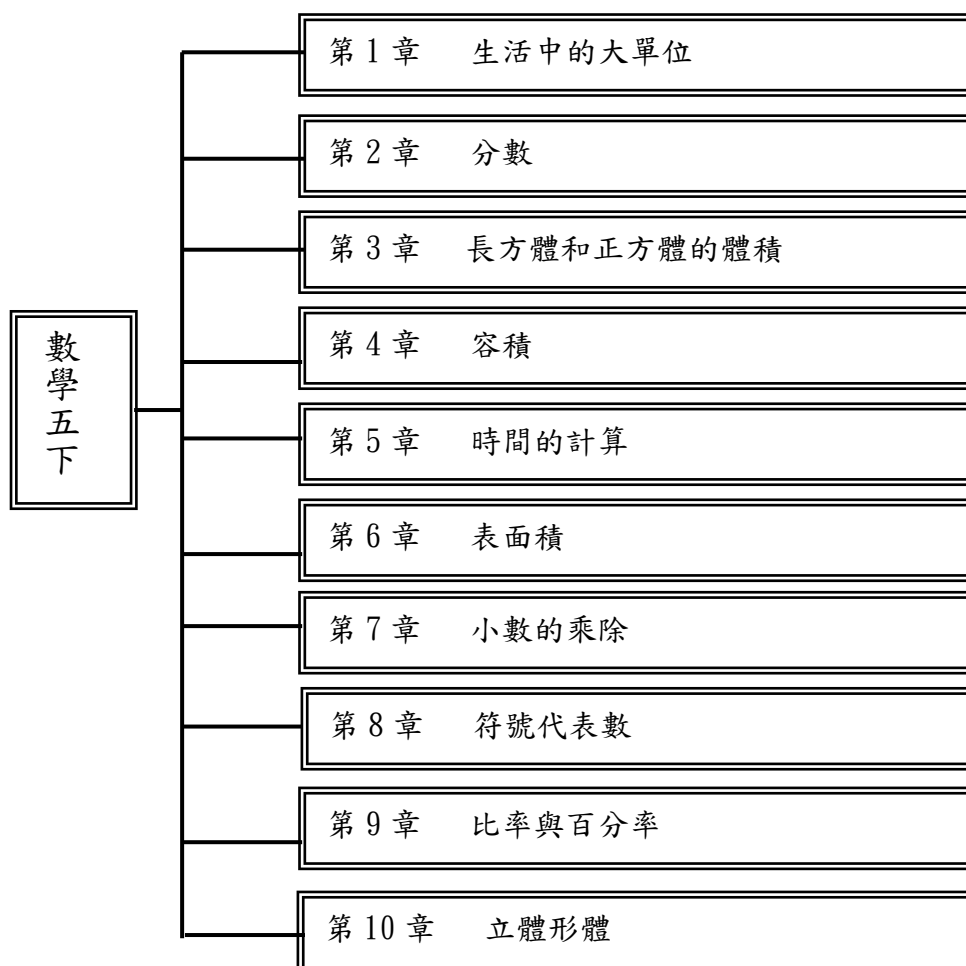 數學五下
第 1 章 生活中的大單位
第 2 章 分數
第 3 章 長方體和正方體的體積
第 4 章 容積
第 5 章 時間的計算
第 6 章 表面積
第 7 章 小數的乘除
第 8 章 符號代表數
第 9 章 比率與百分率
第 10 章 立體形體